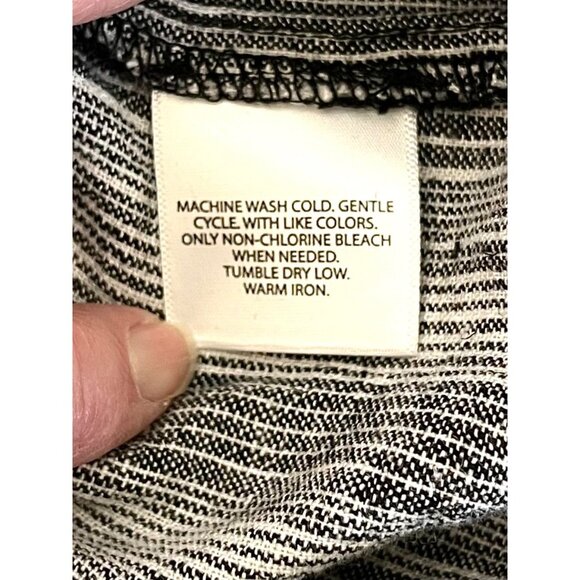 MACHINE WASH COLD. GENTLE
CYCLE. WITH LIKE COLORS.
ONLY NON-CHLORINE BLEACH
WHEN NEEDED.
TUMBLE DRY LOW.
WARM IRON.